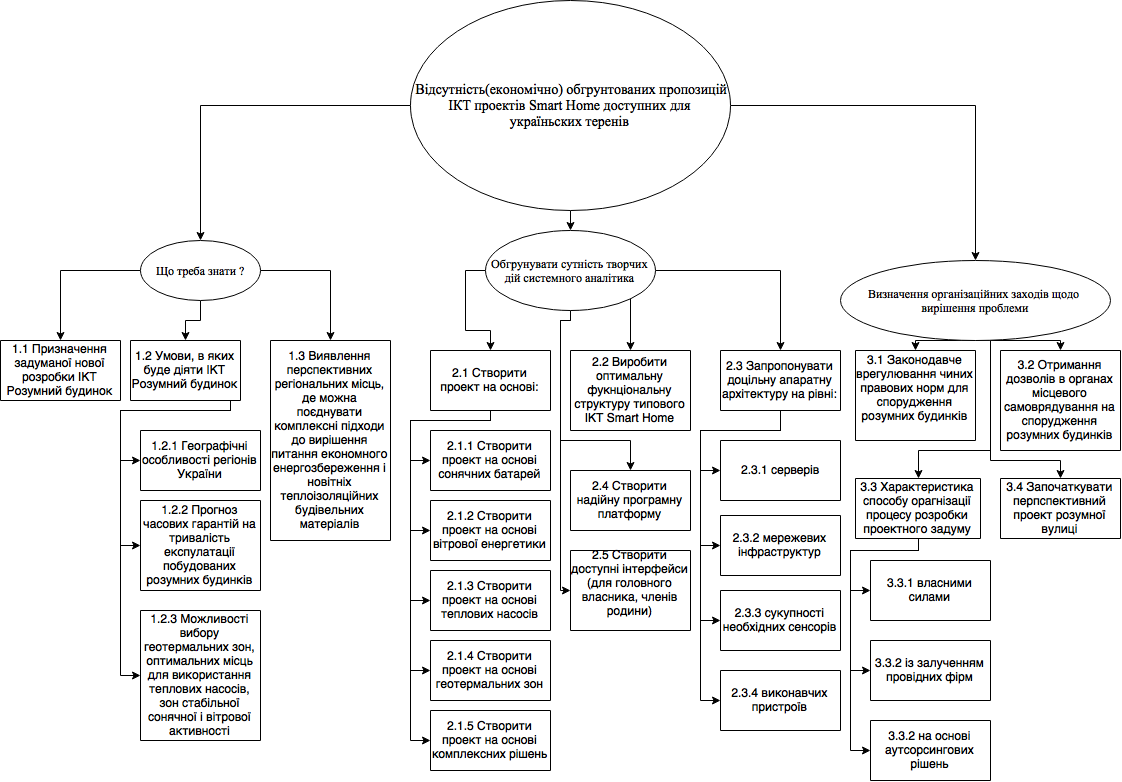 Відсутність(економічно) обгрунтованих пропозицій
ІКТ проектів Smart Home доступних для
україньских теренів
Що треба знати ?
Обгрунувати сутність творчих
дій системного аналітика
Визначення організаційних заходів щодо
вирішення проблеми
1.1 Призначення
задуманої нової
розробки ІКТ
Розумний будинок
1.2 Умови, в яких
буде діяти ІКТ
Розумний будинок
1.2.1 Географічні
особливості регіонів
України
1.2.2 Прогноз
часових гарантій на
тривалість
експулатації
побудованих
розумних будинків
1.2.3 Можливості
вибору
геотермальних зон,
оптимальних місць
для використання
теплових насосів,
зон стабільної
сонячної і вітрової
активності
1.3 Виявлення
перспективних
регіональних місць,
де можна
поєднувати
комплексні підходи
до вирішення
питання економного
енергозбереження і
новітніх
теплоізоляційних
будівельних
матеріалів
2.1 Створити
проект на основі:
2.1.1 Створити
проект на основі
сонячних батарей
2.1.2 Створити
проект на основі
вітрової енергетики
2.1.3 Створити
проект на основі
теплових насосів
2.1.4 Створити
проект на основі
геотермальних зон
2.1.5 Створити
проект на основі
комплексних рішень
2.2 Виробити
оптимальну
фукнціональну
структуру типового
ІКТ Smart Home
2.4 Створити
надійну програмну
платформу
2.5 Створити
доступні інтерфейси
(для головного
власника, членів
родини)
2.3 Запропонувати
доцільну апаратну
архітектуру на рівні:
2.3.1 серверів
2.3.2 мережевих
інфраструктур
2.3.3 сукупності
необхідних сенсорів
2.3.4 виконавчих
пристроїв
3.1 Законодавче
врегулювання чиних
правових норм для
спорудження
розумних будинків
3.2 Отримання
дозволів в органах
місцевого
самоврядування на
спорудження
розумних будинків
3.3 Характеристика
способу орагнізації
процесу розробки
проектного задуму
3.4 Започаткувати
перпспективний
проект розумної
вулиці
3.3.1 власними
силами
3.3.2 із залученням
провідних фірм
3.3.2 на основі
аутсорсингових
рішень